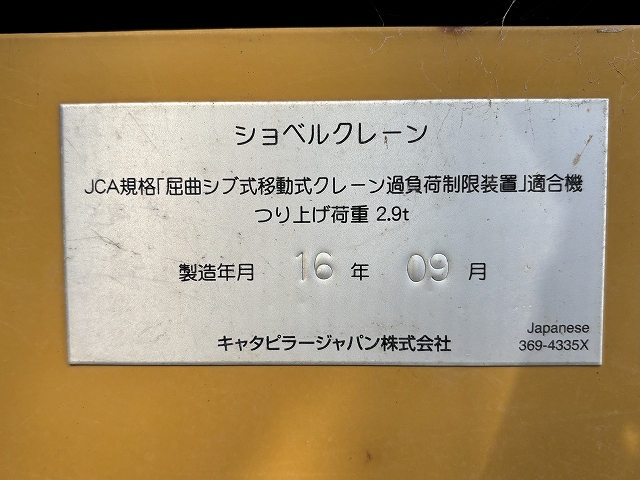 ショベルクレーン
JCA規格「屈曲シブ式移動式クレーン過負荷制限装置」適合機
つり上げ荷重 2.9t
製造年月 16 年 09 月
キャタピラージャパン株式会社
Japanese
369-4335X